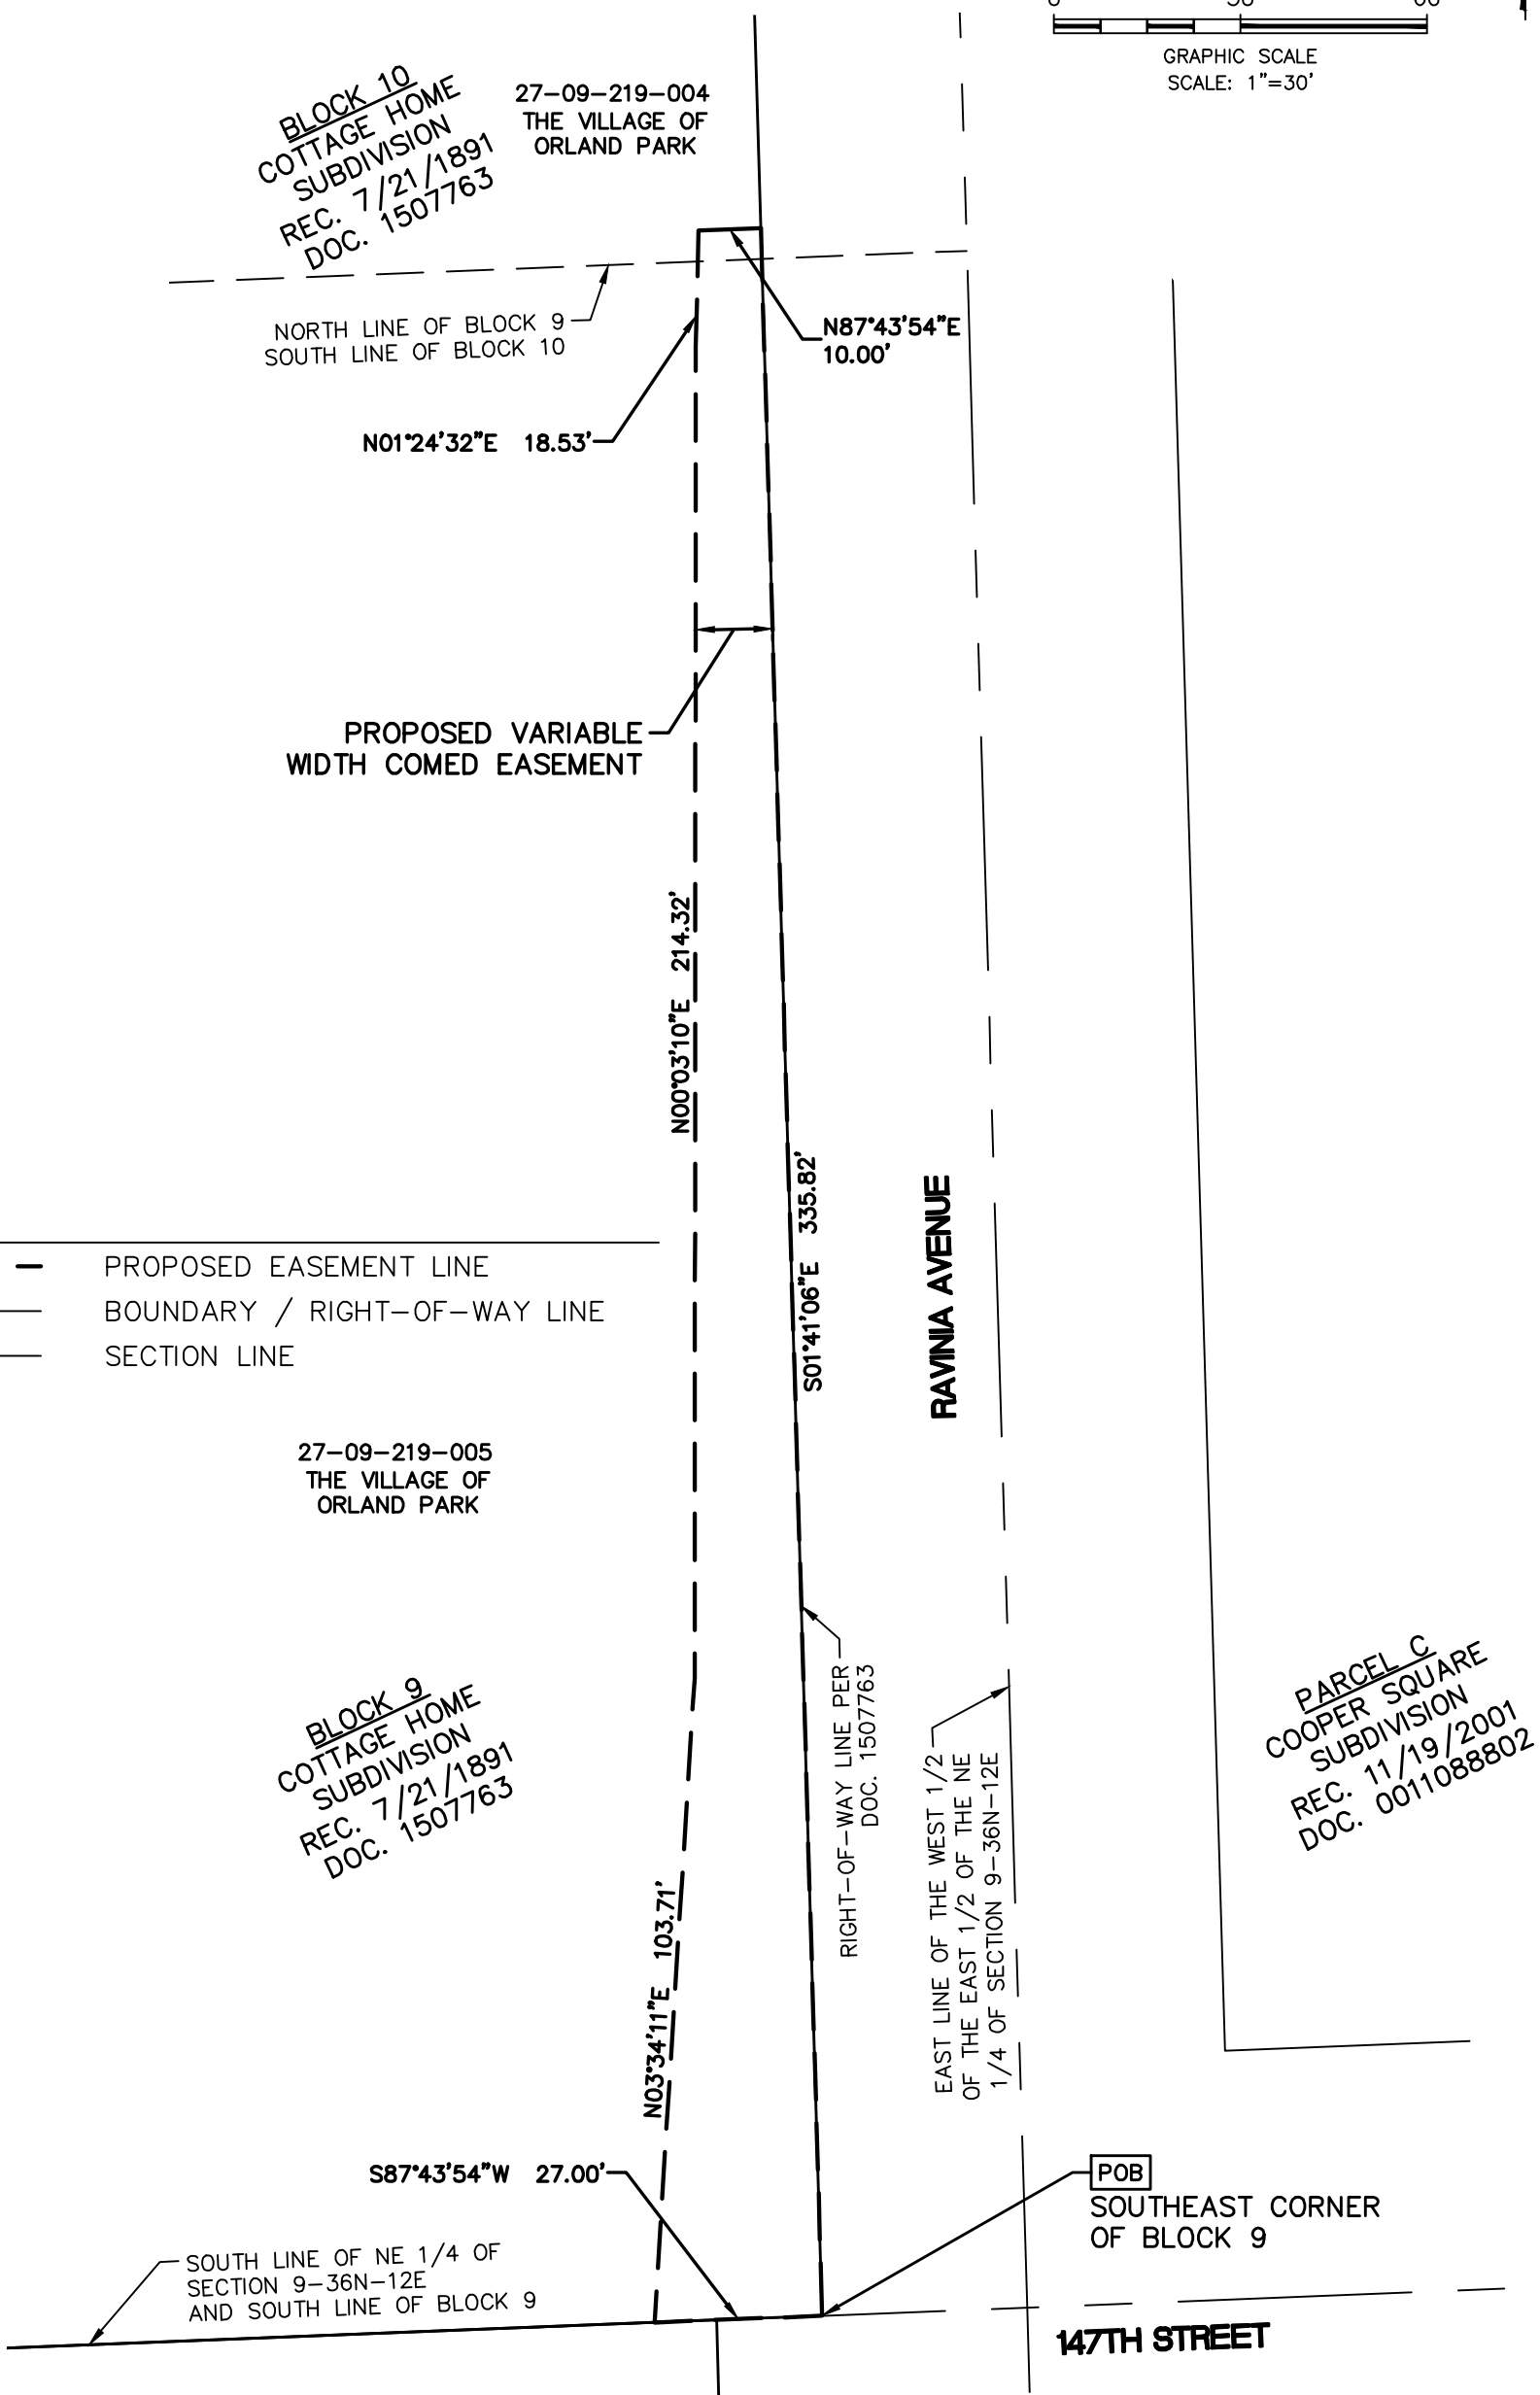 GRAPHIC SCALE
SCALE: 1"=30'
BLOCK 10
COTTAGE HOME
SUBDIVISION
REC. 7/21/1891
DOC. 1507763
27-09-219-004
THE VILLAGE OF
ORLAND PARK
NORTH LINE OF BLOCK 9
SOUTH LINE OF BLOCK 10
N87°43'54"E
10.00'
N01°24'32"E 18.53'
PROPOSED VARIABLE
WIDTH COMED EASEMENT
N00°03'10"E 214.32'
S01°41'06"E 335.82'
RAVINIA AVENUE
PROPOSED EASEMENT LINE
BOUNDARY / RIGHT-OF-WAY LINE
SECTION LINE
27-09-219-005
THE VILLAGE OF
ORLAND PARK
BLOCK 9
COTTAGE HOME
SUBDIVISION
REC. 7/21/1891
DOC. 1507763
RIGHT-OF-WAY LINE PER
DOC. 1507763
EAST LINE OF THE WEST 1/2
OF THE EAST 1/2 OF THE NE
1/4 OF SECTION 9-36N-12E
PARCEL C
COOPER SQUARE
SUBDIVISION
REC. 11/19/2001
DOC. 0011088802
N03°34'11"E 103.71'
S87°43'54"W 27.00'
POB
SOUTHEAST CORNER
OF BLOCK 9
SOUTH LINE OF NE 1/4 OF
SECTION 9-36N-12E
AND SOUTH LINE OF BLOCK 9
147TH STREET